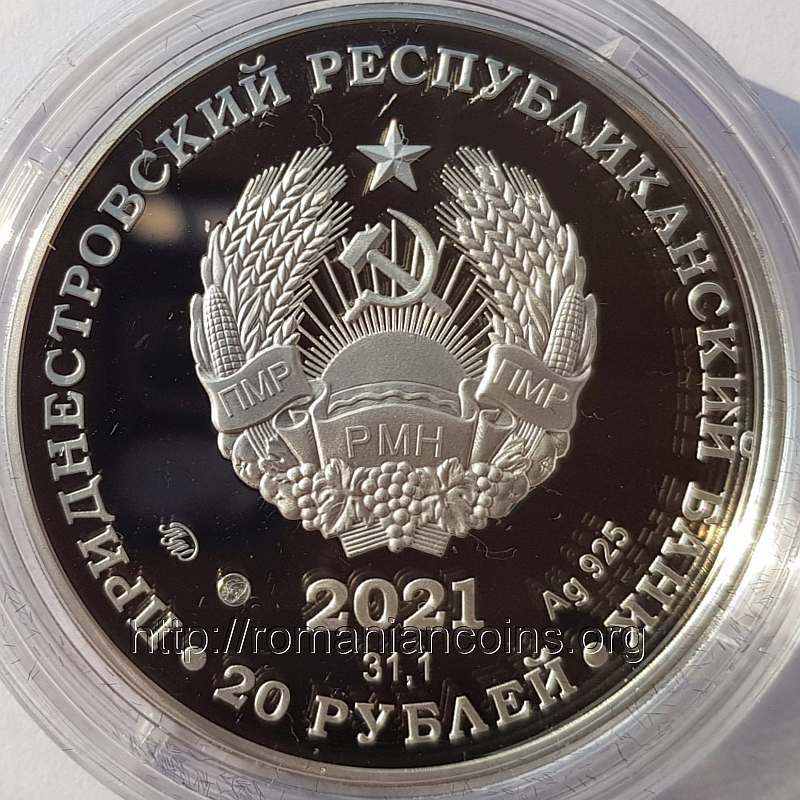 ПРИДНЕСТРОВСКИЙ РЕСПУБЛИКАНСКИЙ БАНК
ПМР
ПМР
РМН
2021
Ag 925
http://romaniancoins.org
31,1
• 20 РУБЛЕЙ •